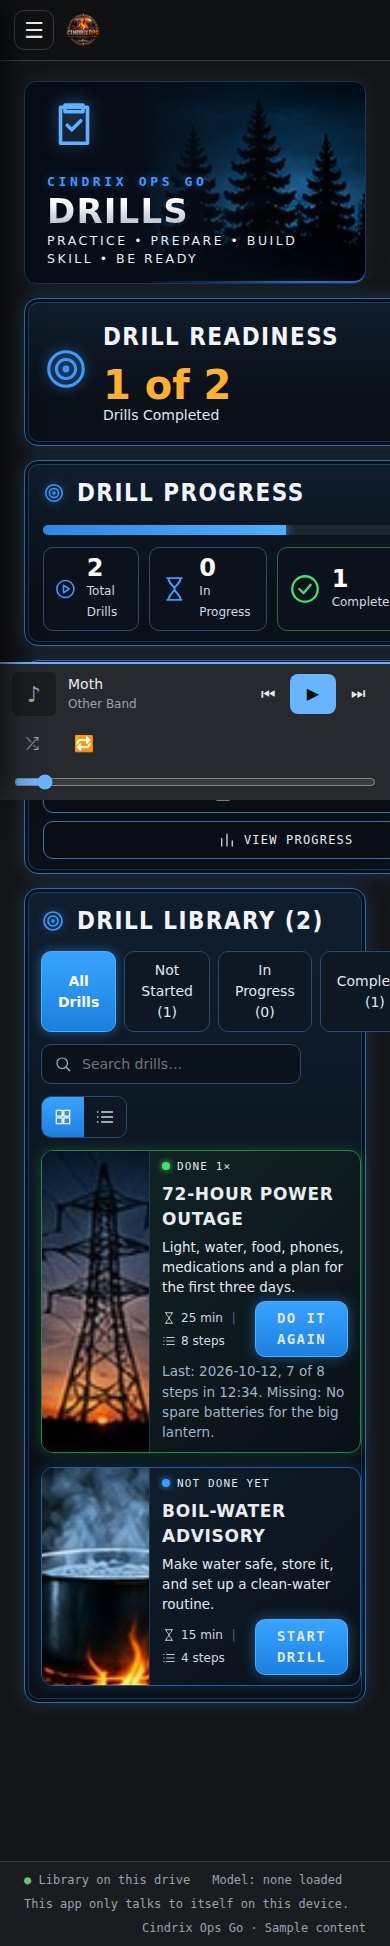 ☰
CINDRIX OPS
CINDRIX OPS GO
DRILLS
PRACTICE • PREPARE • BUILD
SKILL • BE READY
DRILL READINESS
1 of 2
Drills Completed
DRILL PROGRESS
2
Total
Drills
0
In
Progress
1
Complete
Moth
Other Band
VIEW PROGRESS
DRILL LIBRARY (2)
All
Drills
Not
Started
(1)
In
Progress
(0)
Comple
(1)
Search drills...
DONE 1×
72-HOUR POWER
OUTAGE
Light, water, food, phones,
medications and a plan for
the first three days.
25 min |
8 steps
DO IT
AGAIN
Last: 2026-10-12, 7 of 8
steps in 12:34. Missing: No
spare batteries for the big
lantern.
NOT DONE YET
BOIL-WATER
ADVISORY
Make water safe, store it,
and set up a clean-water
routine.
15 min |
4 steps
START
DRILL
● Library on this drive Model: none loaded
This app only talks to itself on this device.
Cindrix Ops Go · Sample content